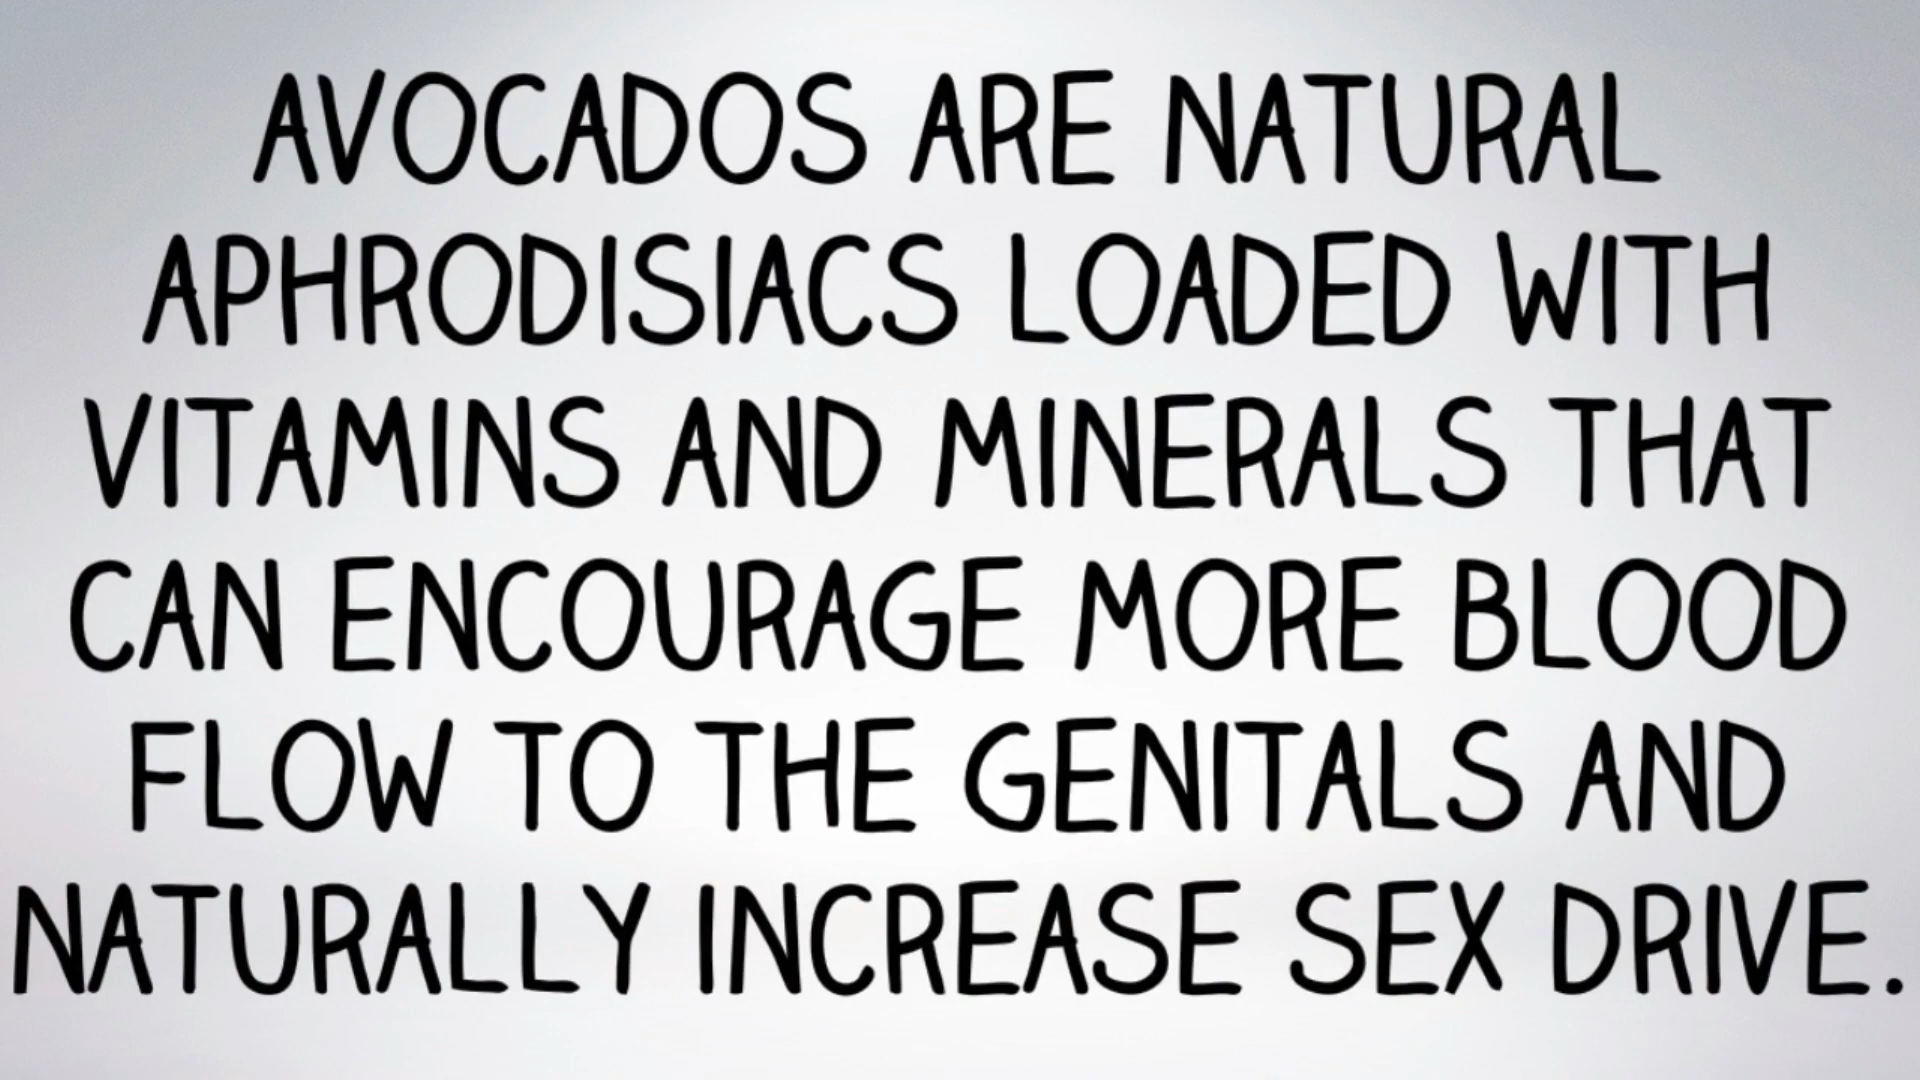 AVOCADOS ARE NATURAL
APHRODISIACS LOADED WITH
VITAMINS AND MINERALS THAT
CAN ENCOURAGE MORE BLOOD
FLOW TO THE GENITALS AND
NATURALLY INCREASE SEX DRIVE.